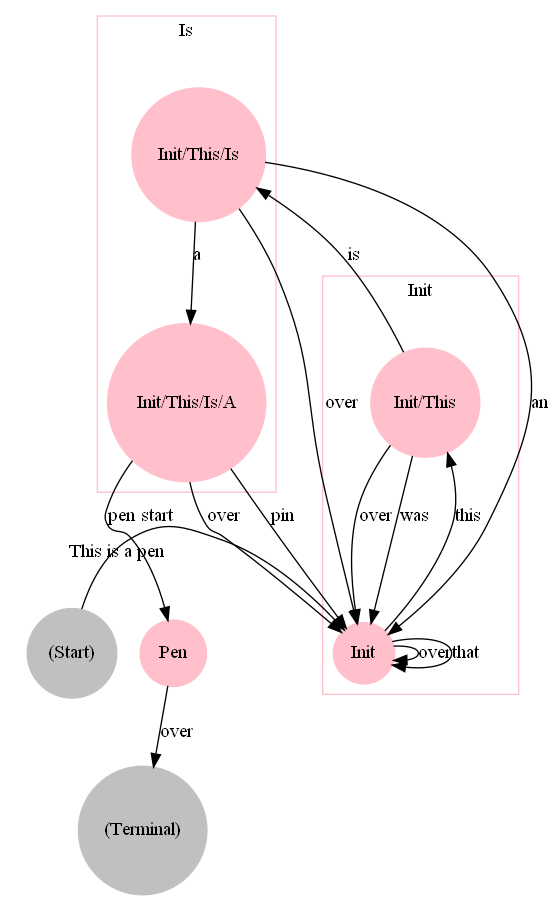 Is
Init/This/Is
a
is
Init
Init/This/Is/A
over
Init/This
an
pen
start
over
pin
over
was
this
This is a pen
(Start)
Pen
Init
over
that
over
(Terminal)